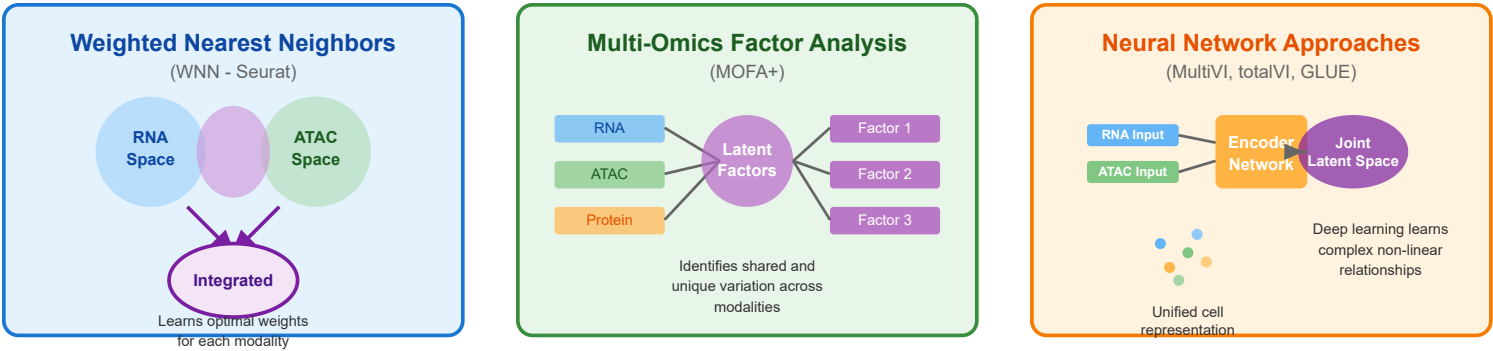 Weighted Nearest Neighbors
(WNN - Seurat)
RNA
Space
ATAC
Space
Integrated
Learns optimal weights
for each modality
Multi-Omics Factor Analysis
(MOFA+)
RNA
ATAC
Protein
Latent
Factors
Factor 1
Factor 2
Factor 3
Identifies shared and
unique variation across
modalities
Neural Network Approaches
(MultiVI, totalVI, GLUE)
RNA Input
ATAC Input
Encoder
Network
Joint
Latent Space
Deep learning learns
complex non-linear
relationships
Unified cell
representation